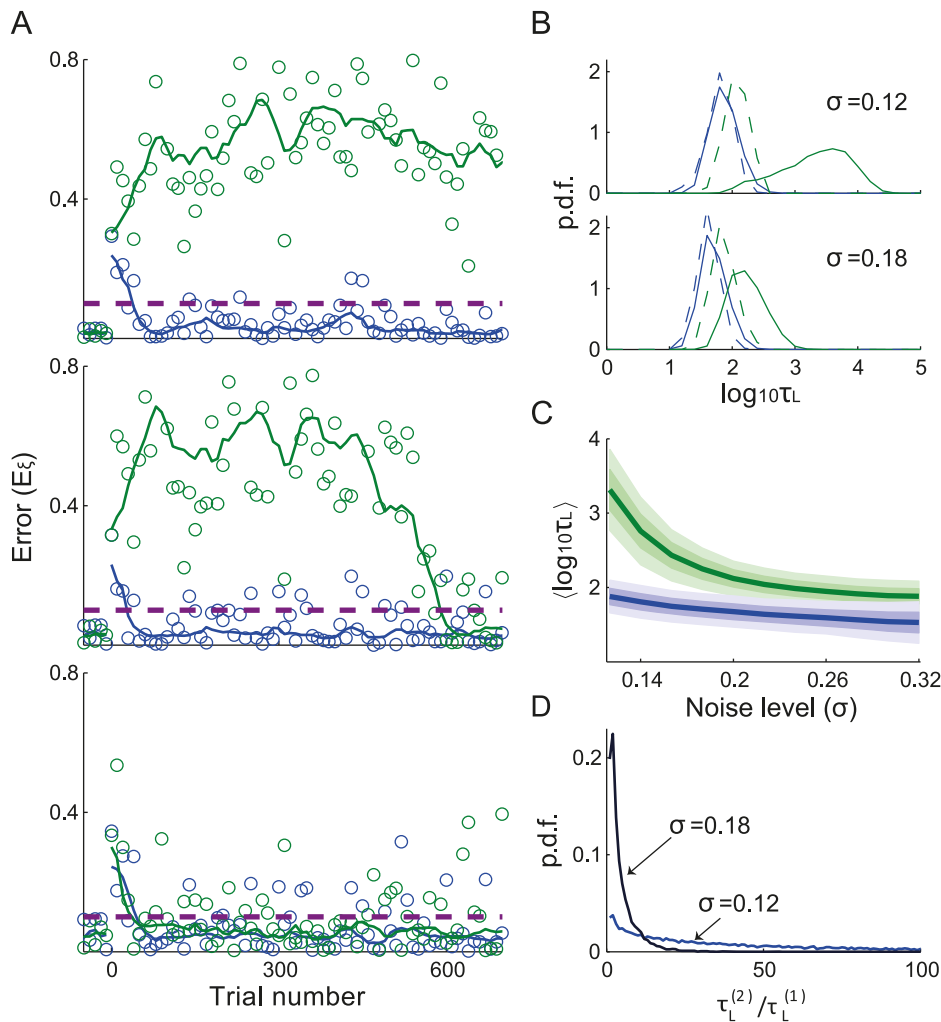 A
0.8
0.4
0.8
0.4
Error (Eξ)
0.8
0.4
0
300
600
Trial number
B
2
1
0
σ=0.12
p.d.f.
2
1
0
σ=0.18
0 1 2 3 4 5
log10τL
C
4
3
2
⟨log10τL⟩
0.14 0.2 0.26 0.32
Noise level (σ)
D
0.2
0.1
0
p.d.f.
σ=0.18
σ=0.12
0 50 100
τL(2)/τL(1)